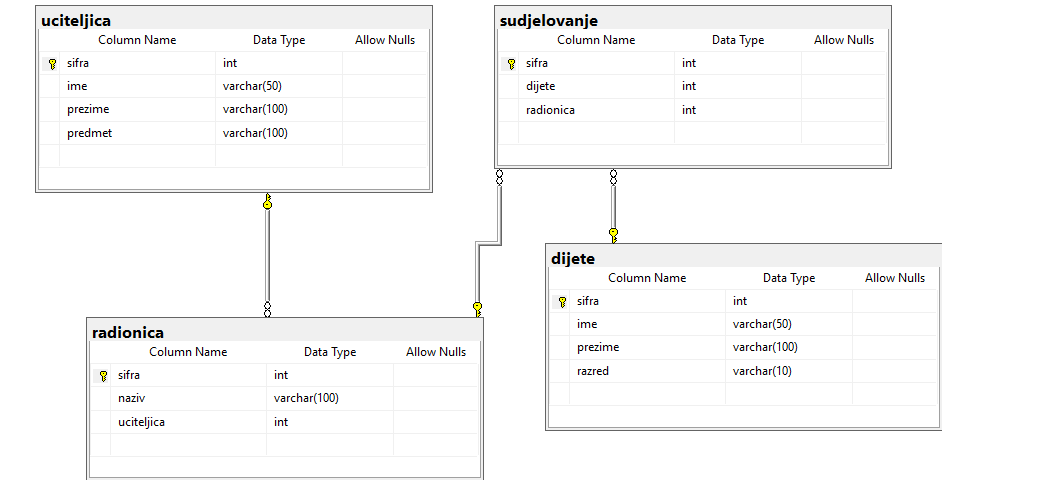 uciteljica
Column Name Data Type Allow Nulls
sifra int
ime varchar(50)
prezime varchar(100)
predmet varchar(100)
sudjelovanje
Column Name Data Type Allow Nulls
sifra int
dijete int
radionica int
radionica
Column Name Data Type Allow Nulls
sifra int
naziv varchar(100)
uciteljica int
dijete
Column Name Data Type Allow Nulls
sifra int
ime varchar(50)
prezime varchar(100)
razred varchar(10)